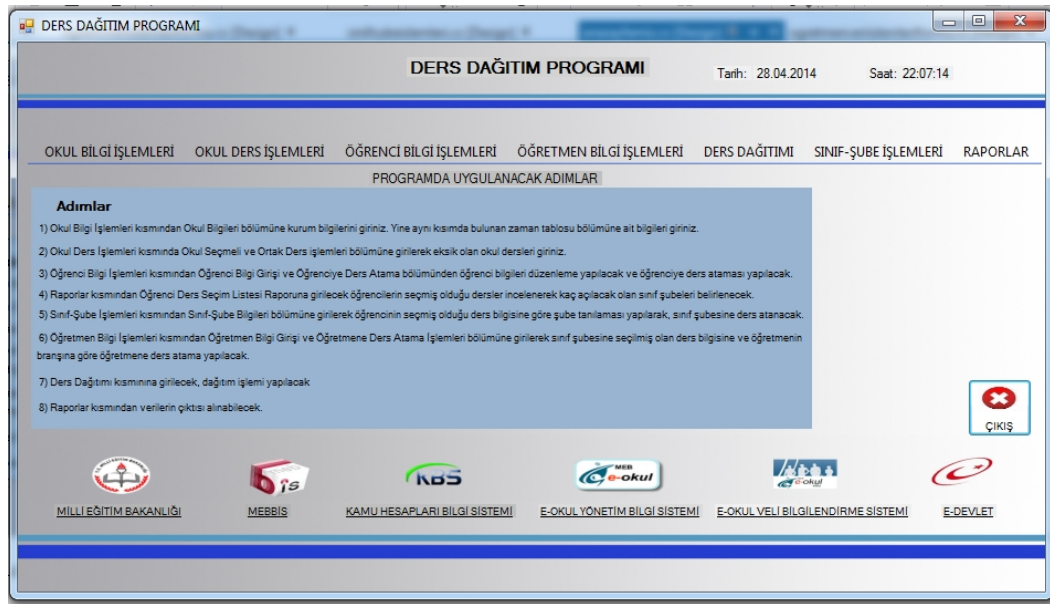 DERS DAĞITIM PROGRAMI
DERS DAĞITIM PROGRAMI
Tarih: 28.04.2014 Saat: 22:07:14
OKUL BİLGİ İŞLEMLERİ OKUL DERS İŞLEMLERİ ÖĞRENCİ BİLGİ İŞLEMLERİ ÖĞRETMEN BİLGİ İŞLEMLERİ DERS DAĞITIMI SINIF-ŞUBE İŞLEMLERİ RAPORLAR
PROGRAMDA UYGULANACAK ADIMLAR
Adımlar
1) Okul Bilgi İşlemleri kısmından Okul Bilgileri bölümüne kurum bilgilerini giriniz. Yine aynı kısımda bulunan zaman tablosu bölümüne ait bilgileri giriniz.
2) Okul Ders İşlemleri kısmında Okul Seçmeli ve Ortak Ders işlemleri bölümüne girilerek eksik olan okul dersleri giriniz.
3) Öğrenci Bilgi İşlemleri kısmından Öğrenci Bilgi Girişi ve Öğrenciye Ders Atama bölümünden öğrenci bilgileri düzenleme yapılacak ve öğrenciye ders ataması yapılacak.
4) Raporlar kısmından Öğrenci Ders Seçim Listesi Raporuna girilecek öğrencilerin seçmiş olduğu dersler incelenerek kaç açılacak olan sınıf şubeleri belirlenecek.
5) Sınıf-Şube İşlemleri kısmından Sınıf-Şube Bilgileri bölümüne girilerek öğrencinin seçmiş olduğu ders bilgisine göre şube tanılaması yapılarak, sınıf şubesine ders atanacak.
6) Öğretmen Bilgi İşlemleri kısmından Öğretmen Bilgi Girişi ve Öğretmene Ders Atama İşlemleri bölümüne girilerek sınıf şubesine seçilmiş olan ders bilgisine ve öğretmenin
branşına göre öğretmene ders atama yapılacak.
7) Ders Dağıtımı kısmınına girilecek, dağıtım işlemi yapılacak
8) Raporlar kısmından verilerin çıktısı alınabilecek.
ÇIKIŞ
bis
KBS
MEB
e-okul
e-okul
MİLLİ EĞİTİM BAKANLIĞI MEBBİS KAMU HESAPLARI BİLGİ SİSTEMİ E-OKUL YÖNETİM BİLGİ SİSTEMİ E-OKUL VELİ BİLGİLENDİRME SİSTEMİ E-DEVLET